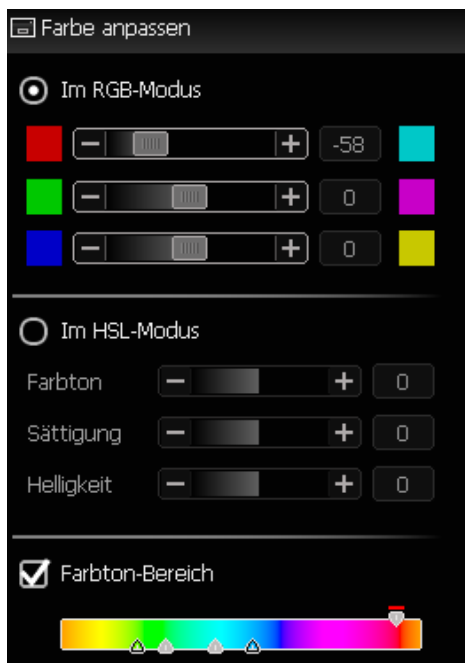 Farbe anpassen
Im RGB-Modus
-58
0
0
Im HSL-Modus
Farbton 0
Sättigung 0
Helligkeit 0
Farbton-Bereich